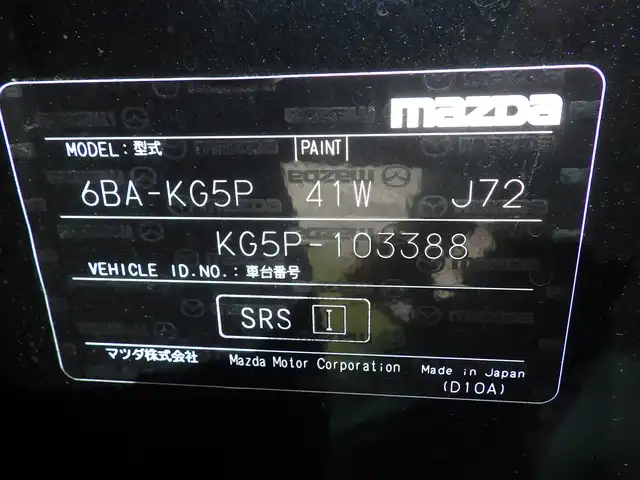 mazda
MODEL:型式 PAINT
6BA-KG5P 41W J72
KG5P-103388
VEHICLE ID.NO.:車台番号
SRS I
マツダ株式会社 Mazda Motor Corporation Made in Japan
(D10A)